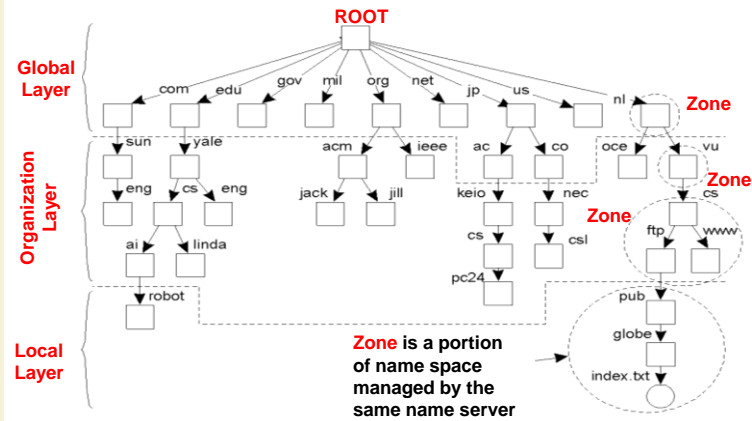 ROOT
Global
Layer
com edu gov mil org net jp us nl
Zone
sun yale acm ieee ac co oce vu
Zone
Organization
Layer
eng cs eng jack jill keio nec cs
Zone
ai linda cs csl ftp www
pc24
robot pub
Local
Layer
globe
index.txt
Zone is a portion
of name space
managed by the
same name server